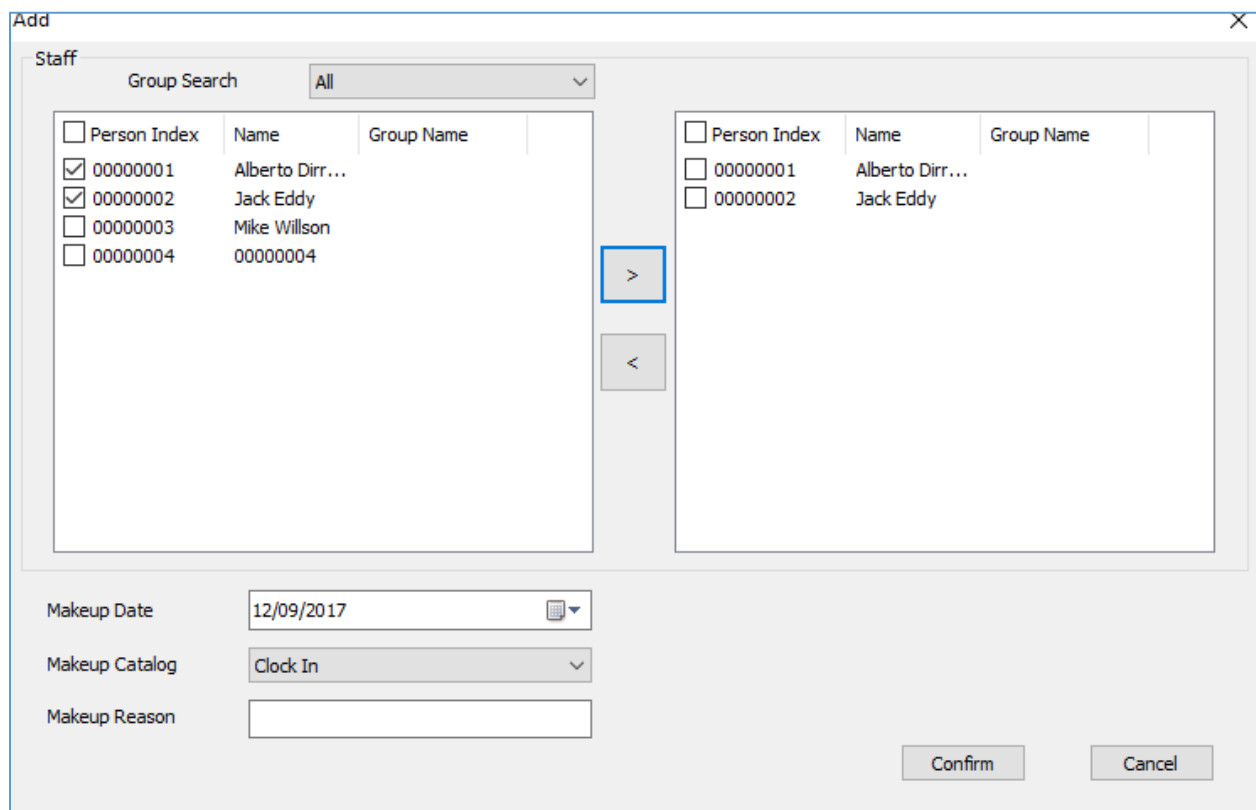 Add
Staff
Group Search All
Person Index Name Group Name
00000001 Alberto Dirr...
00000002 Jack Eddy
00000003 Mike Willson
00000004 00000004
>
<
Person Index Name Group Name
00000001 Alberto Dirr...
00000002 Jack Eddy
Makeup Date 12/09/2017
Makeup Catalog Clock In
Makeup Reason
Confirm Cancel